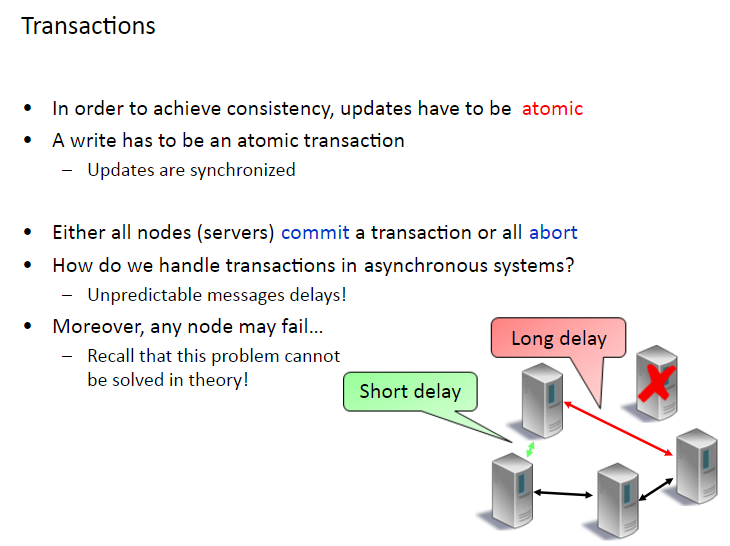 Transactions
• In order to achieve consistency, updates have to be atomic
• A write has to be an atomic transaction
– Updates are synchronized
• Either all nodes (servers) commit a transaction or all abort
• How do we handle transactions in asynchronous systems?
– Unpredictable messages delays!
• Moreover, any node may fail…
– Recall that this problem cannot
be solved in theory!
Long delay
Short delay